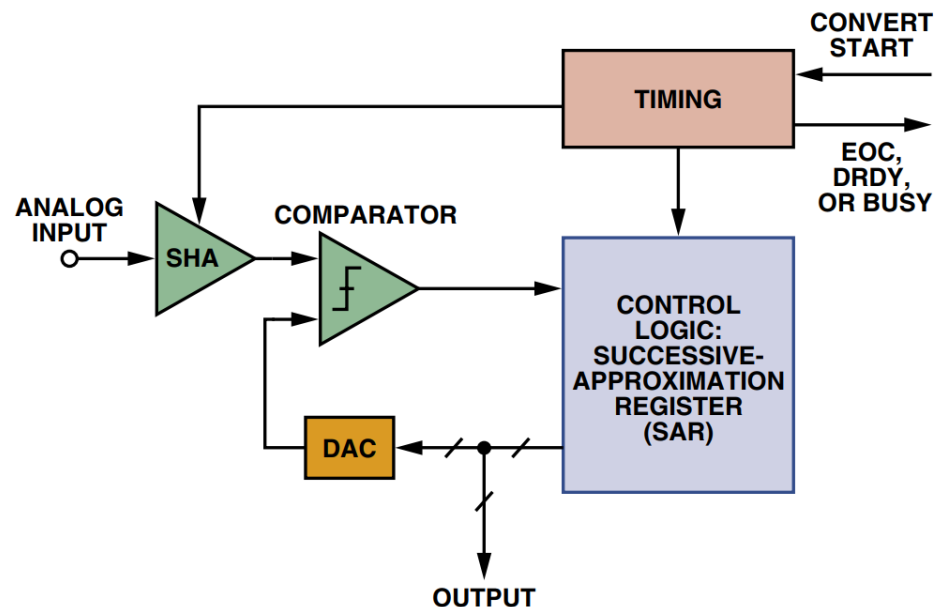 CONVERT
START
TIMING
EOC,
DRDY,
OR BUSY
ANALOG
INPUT
SHA
COMPARATOR
CONTROL
LOGIC:
SUCCESSIVE-
APPROXIMATION
REGISTER
(SAR)
DAC
OUTPUT